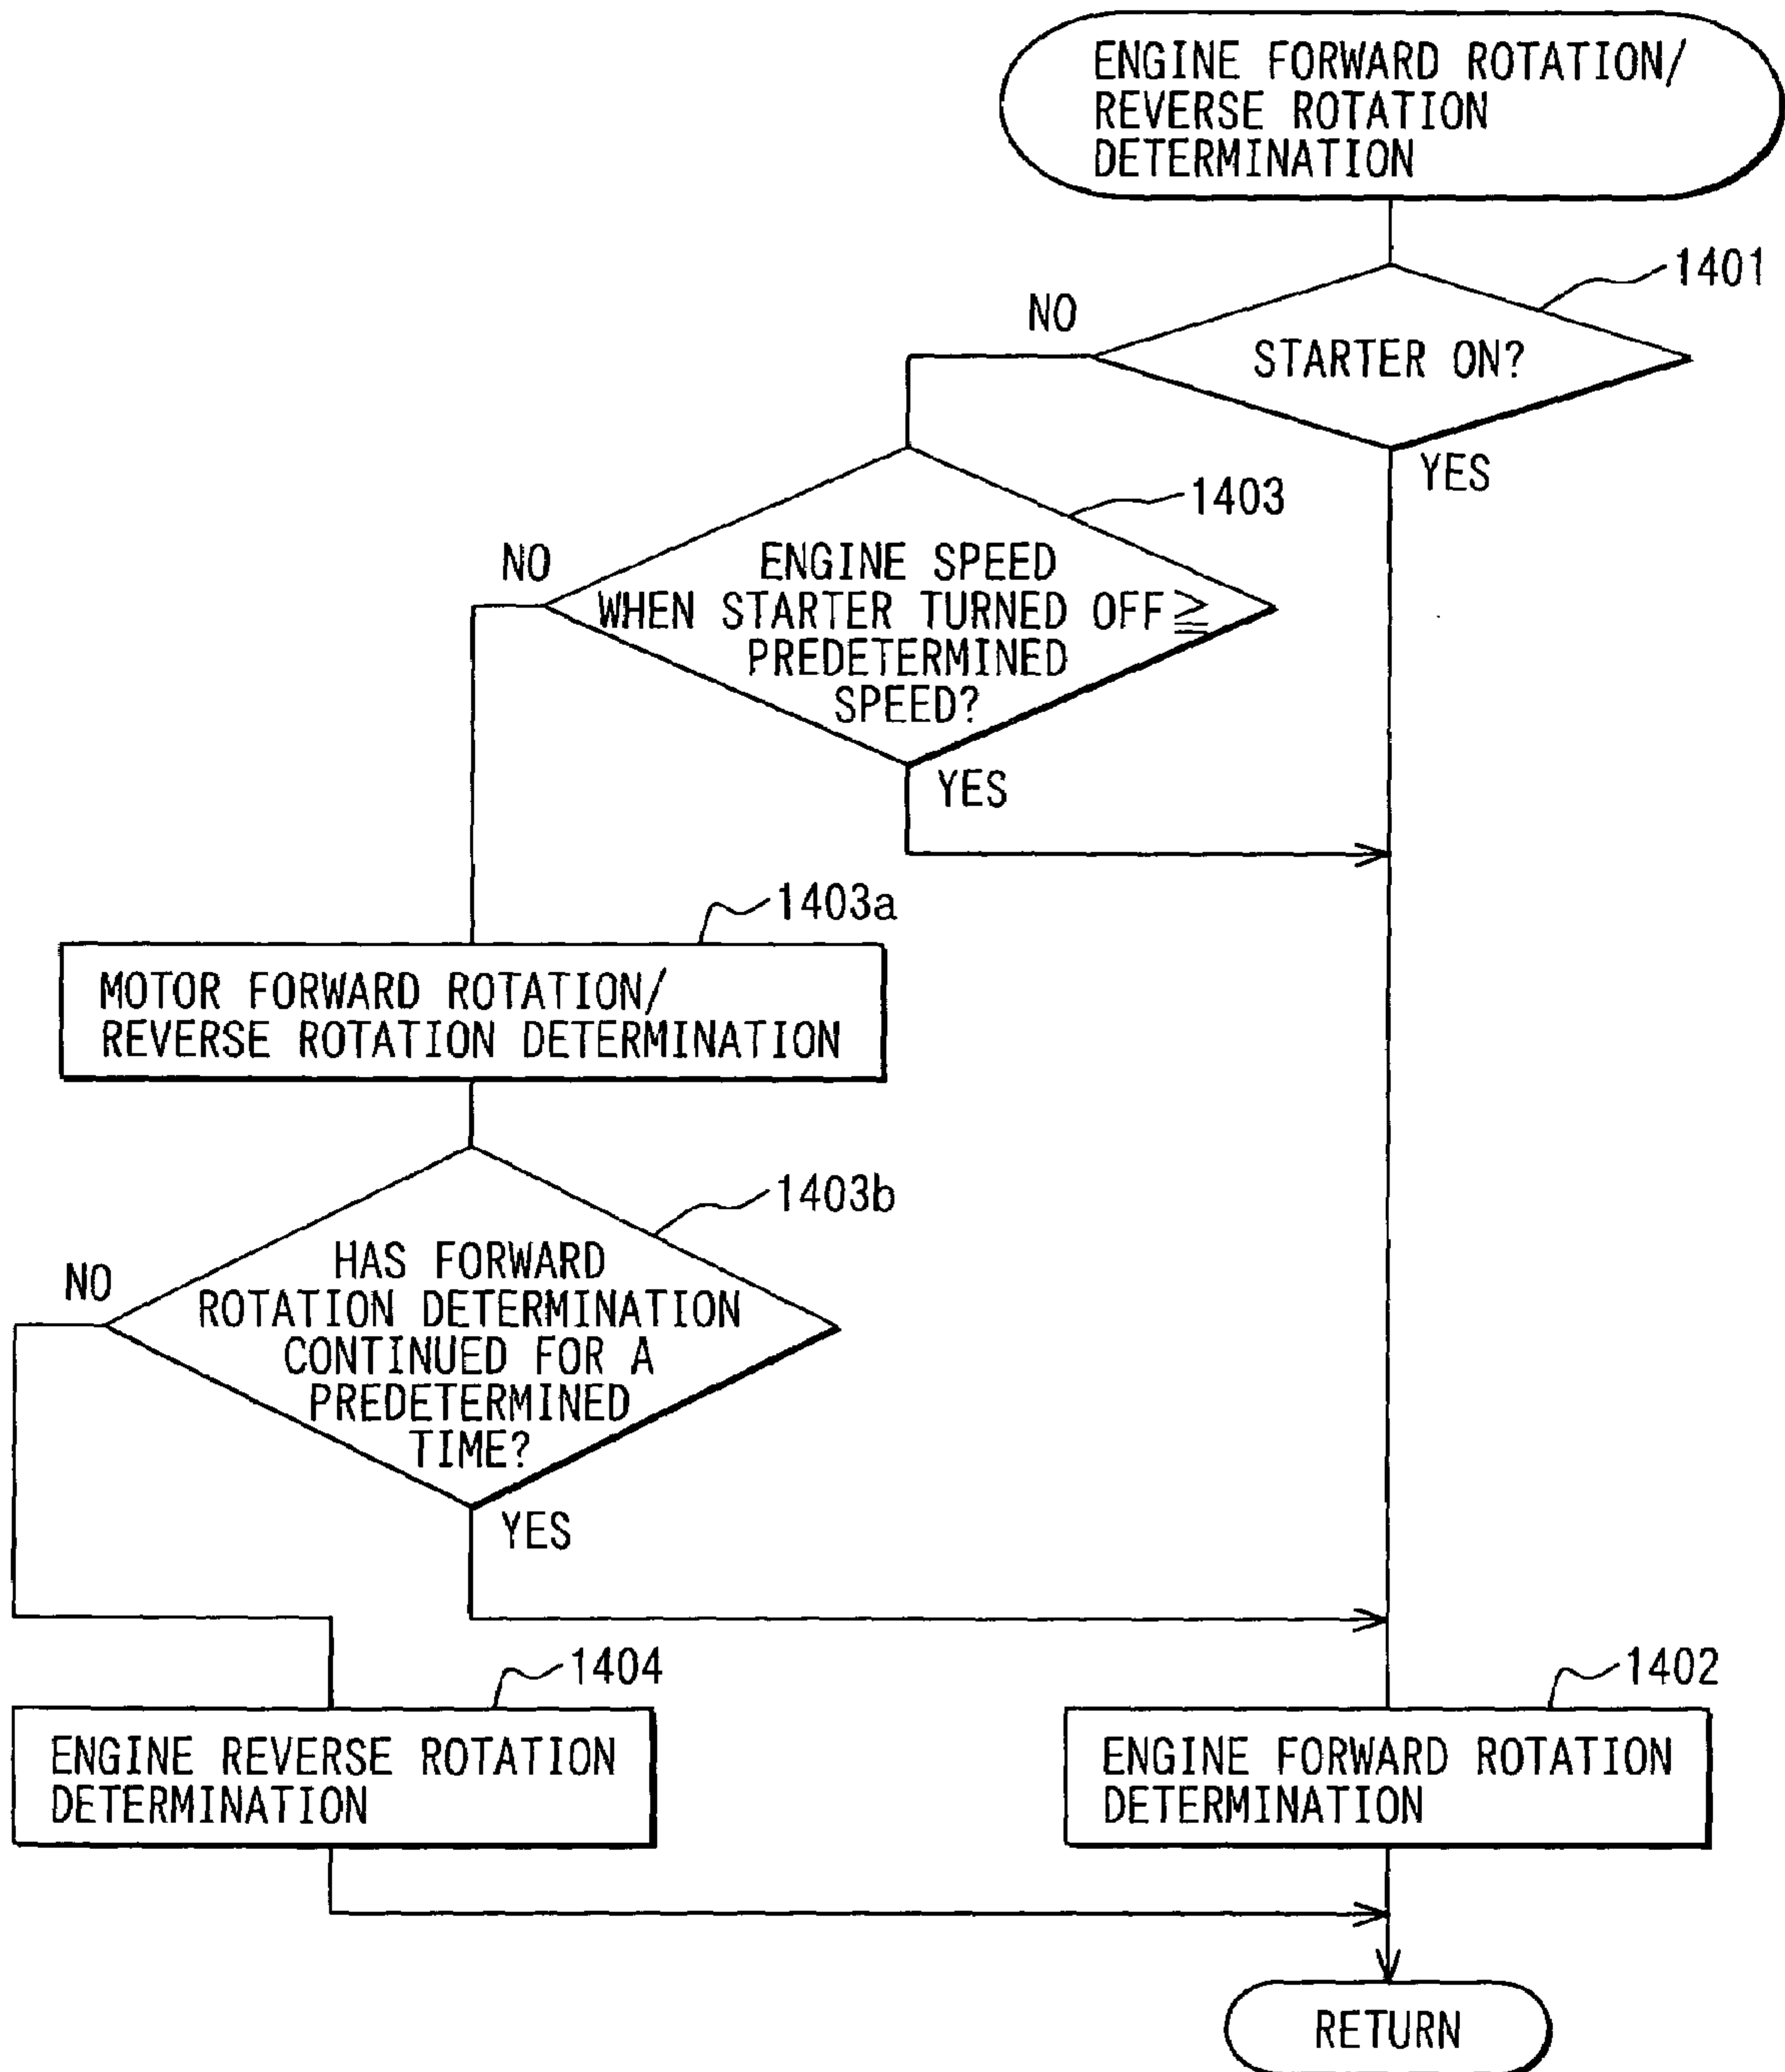 ENGINE FORWARD ROTATION/
REVERSE ROTATION
DETERMINATION
1401
NO
STARTER ON?
YES
1403
NO
ENGINE SPEED
WHEN STARTER TURNED OFF≧
PREDETERMINED
SPEED?
YES
1403a
MOTOR FORWARD ROTATION/
REVERSE ROTATION DETERMINATION
1403b
NO
HAS FORWARD
ROTATION DETERMINATION
CONTINUED FOR A
PREDETERMINED
TIME?
YES
1404
ENGINE REVERSE ROTATION
DETERMINATION
1402
ENGINE FORWARD ROTATION
DETERMINATION
RETURN